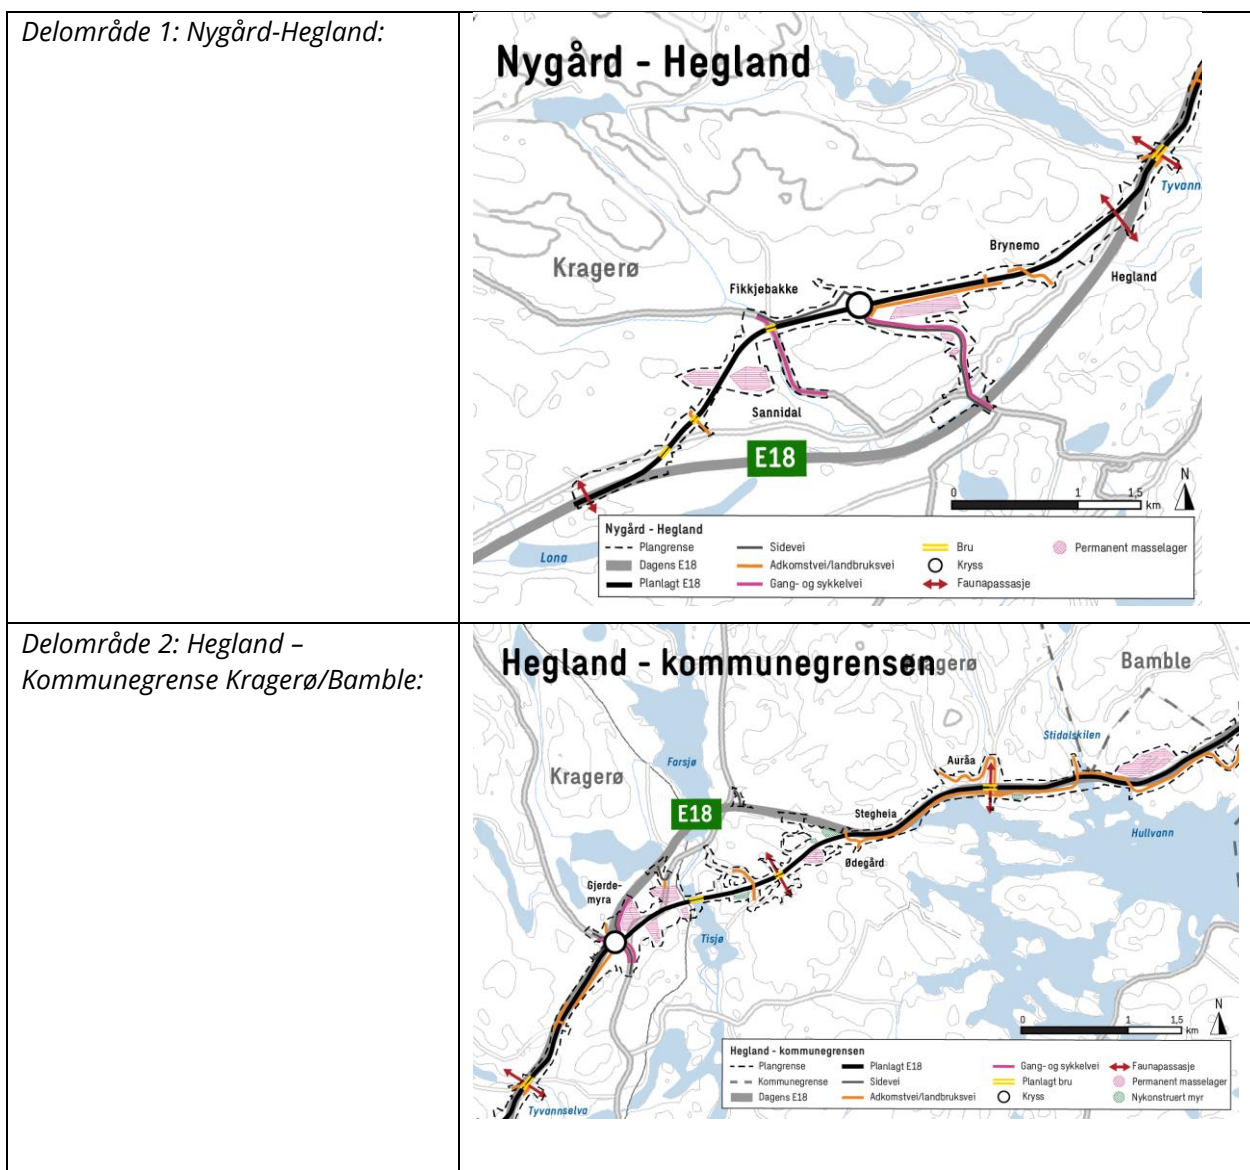 Delområde 1: Nygård-Hegland:
Nygård - Hegland
Tyvann
Brynemo
Kragerø
Hegland
Fikkjebakke
Sannidal
E18
N
0 1 1,5
km
Lona
Nygård - Hegland
Plangrense
Sidevei
Bru
Permanent masselager
Dagens E18
Adkomstvei/landbruksvei
Kryss
Planlagt E18
Gang- og sykkelvei
Faunapassasje
Delområde 2: Hegland –
Kommunegrense Kragerø/Bamble:
Hegland - kommunegrensen
Kragerø
Bamble
Stidalskilen
Farsjø
Auråa
Kragerø
E18
Stegheia
Hullvann
Ødegård
Gjerde-
myra
Tisjø
N
0 1 1,5
km
Hegland - kommunegrensen
Plangrense
Planlagt E18
Gang- og sykkelvei
Faunapassasje
Kommunegrense
Sidevei
Planlagt bru
Permanent masselager
Dagens E18
Adkomstvei/landbruksvei
Kryss
Nykonstruert myr
Tyvannselva